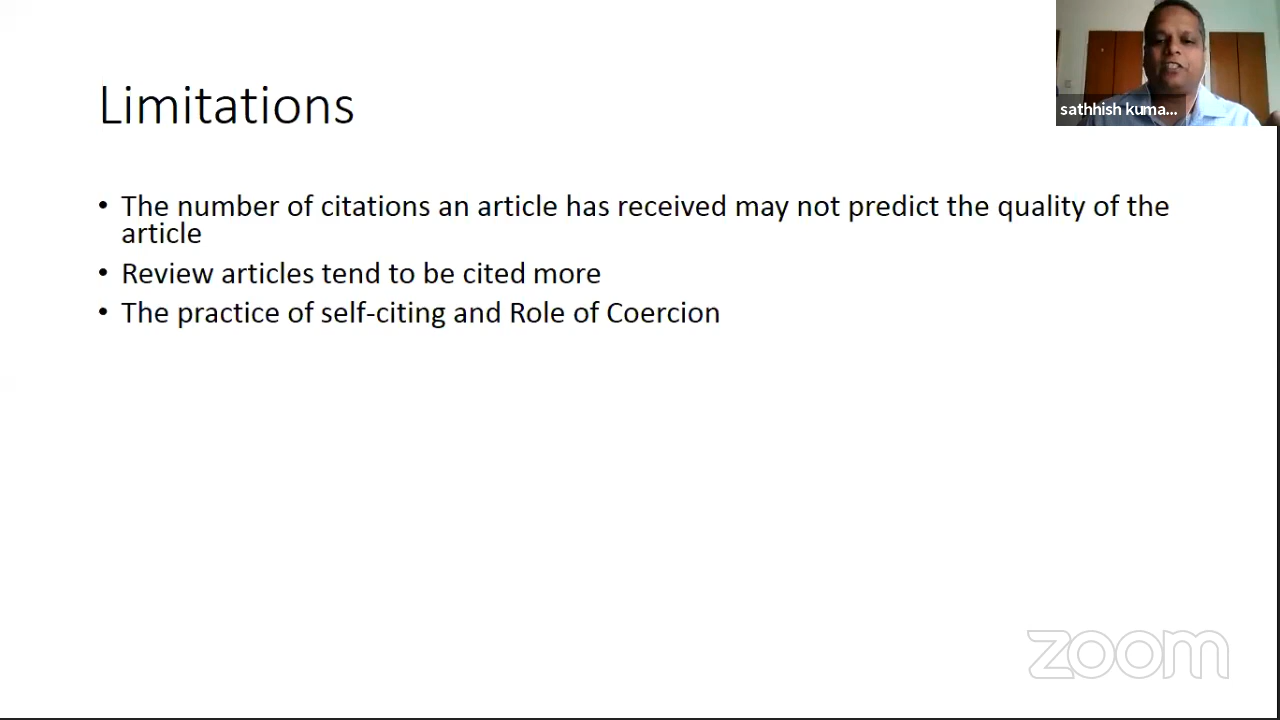 Limitations
sathhish kuma...
• The number of citations an article has received may not predict the quality of the
article
• Review articles tend to be cited more
• The practice of self-citing and Role of Coercion
zoom